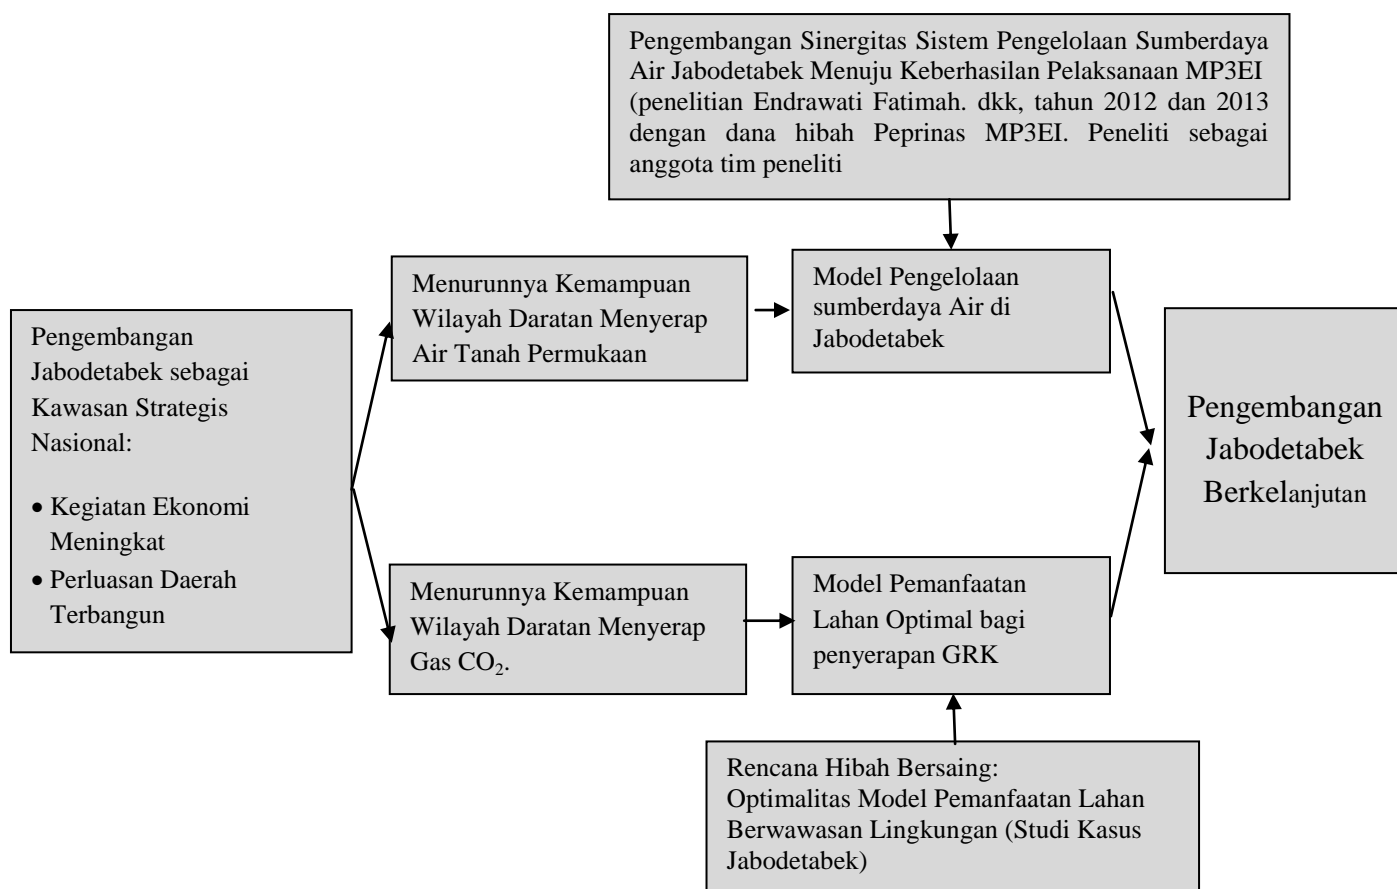 Pengembangan Sinergitas Sistem Pengelolaan Sumberdaya
Air Jabodetabek Menuju Keberhasilan Pelaksanaan MP3EI
(penelitian Endrawati Fatimah. dkk, tahun 2012 dan 2013
dengan dana hibah Peprinas MP3EI. Peneliti sebagai
anggota tim peneliti
Pengembangan
Jabodetabek sebagai
Kawasan Strategis
Nasional:
• Kegiatan Ekonomi
Meningkat
• Perluasan Daerah
Terbangun
Menurunnya Kemampuan
Wilayah Daratan Menyerap
Air Tanah Permukaan
Model Pengelolaan
sumberdaya Air di
Jabodetabek
Menurunnya Kemampuan
Wilayah Daratan Menyerap
Gas CO₂.
Model Pemanfaatan
Lahan Optimal bagi
penyerapan GRK
Pengembangan
Jabodetabek
Berkelanjutan
Rencana Hibah Bersaing:
Optimalitas Model Pemanfaatan Lahan
Berwawasan Lingkungan (Studi Kasus
Jabodetabek)